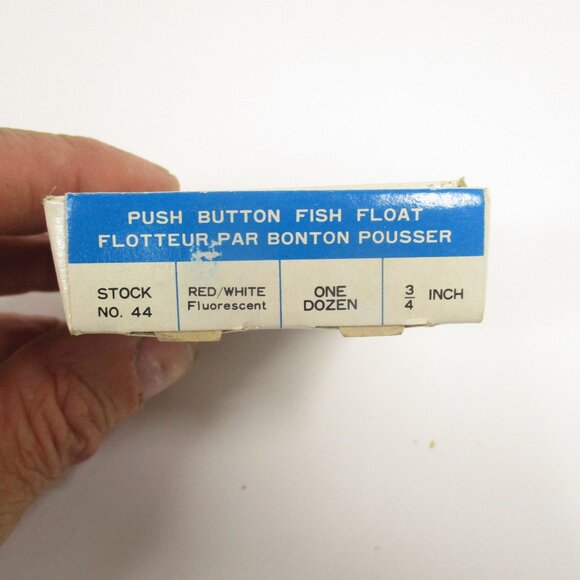 PUSH BUTTON FISH FLOAT
FLOTTEUR PAR BONTON POUSSER
STOCK
NO. 44
RED/WHITE
Fluorescent
ONE
DOZEN
3/4 INCH